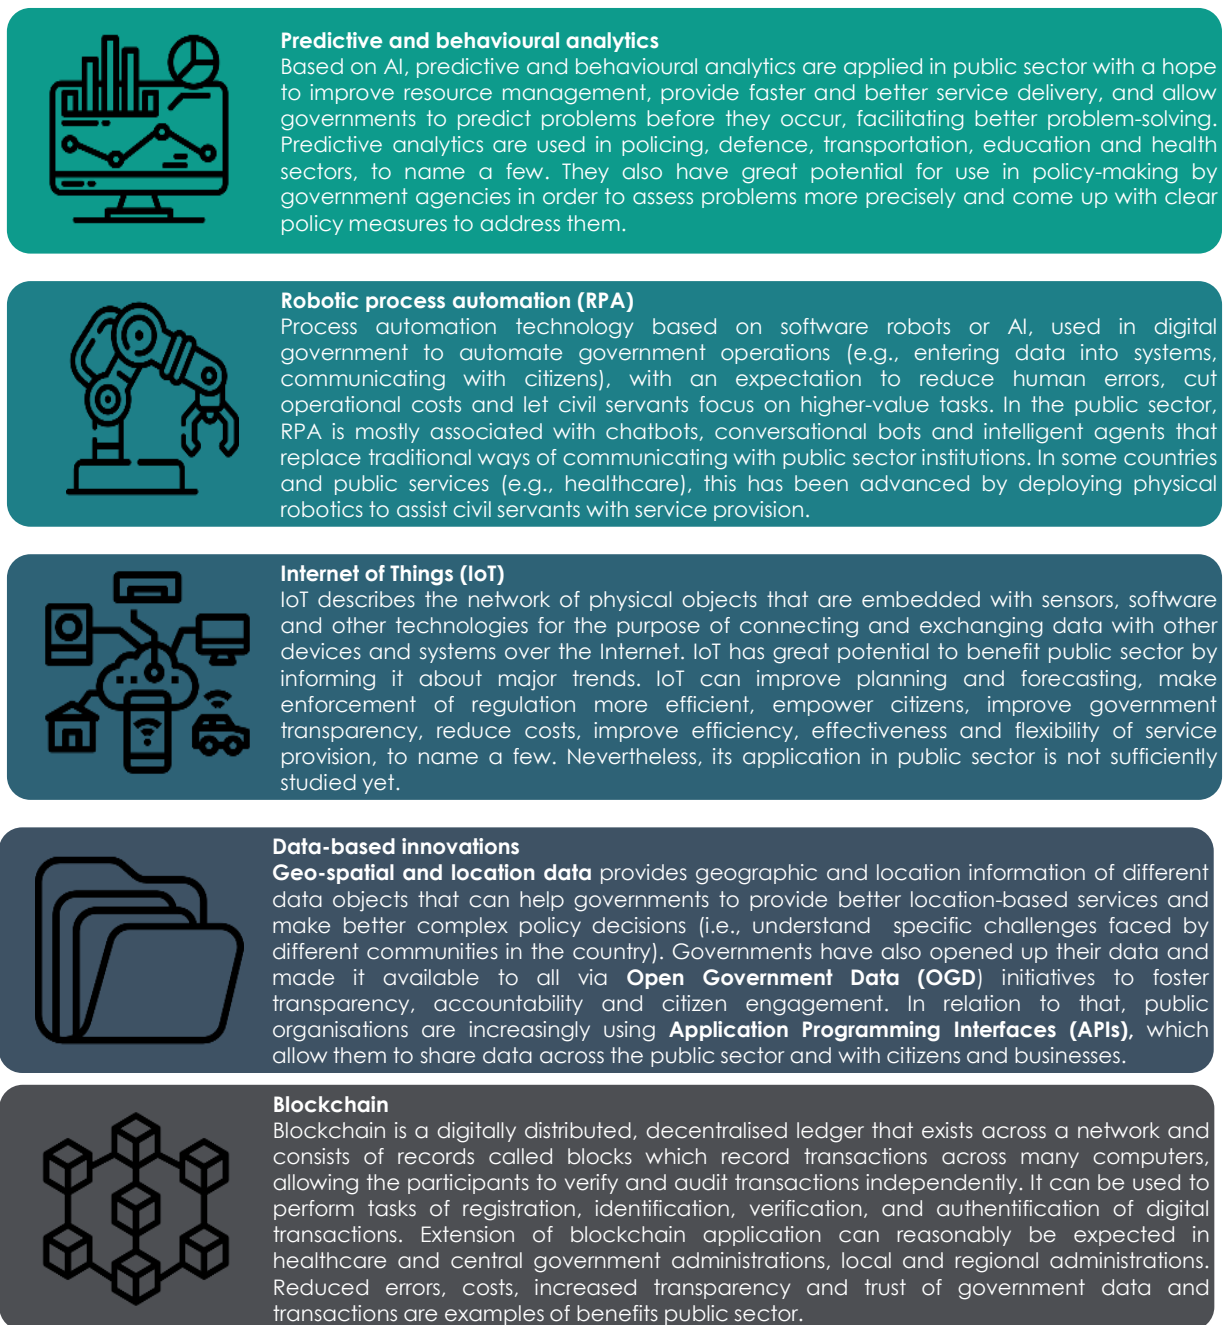 Predictive and behavioural analytics
Based on AI, predictive and behavioural analytics are applied in public sector with a hope
to improve resource management, provide faster and better service delivery, and allow
governments to predict problems before they occur, facilitating better problem-solving.
Predictive analytics are used in policing, defence, transportation, education and health
sectors, to name a few. They also have great potential for use in policy-making by
government agencies in order to assess problems more precisely and come up with clear
policy measures to address them.
Robotic process automation (RPA)
Process automation technology based on software robots or AI, used in digital
government to automate government operations (e.g., entering data into systems,
communicating with citizens), with an expectation to reduce human errors, cut
operational costs and let civil servants focus on higher-value tasks. In the public sector,
RPA is mostly associated with chatbots, conversational bots and intelligent agents that
replace traditional ways of communicating with public sector institutions. In some countries
and public services (e.g., healthcare), this has been advanced by deploying physical
robotics to assist civil servants with service provision.
Internet of Things (IoT)
IoT describes the network of physical objects that are embedded with sensors, software
and other technologies for the purpose of connecting and exchanging data with other
devices and systems over the Internet. IoT has great potential to benefit public sector by
informing it about major trends. IoT can improve planning and forecasting, make
enforcement of regulation more efficient, empower citizens, improve government
transparency, reduce costs, improve efficiency, effectiveness and flexibility of service
provision, to name a few. Nevertheless, its application in public sector is not sufficiently
studied yet.
Data-based innovations
Geo-spatial and location data provides geographic and location information of different
data objects that can help governments to provide better location-based services and
make better complex policy decisions (i.e., understand specific challenges faced by
different communities in the country). Governments have also opened up their data and
made it available to all via Open Government Data (OGD) initiatives to foster
transparency, accountability and citizen engagement. In relation to that, public
organisations are increasingly using Application Programming Interfaces (APIs), which
allow them to share data across the public sector and with citizens and businesses.
Blockchain
Blockchain is a digitally distributed, decentralised ledger that exists across a network and
consists of records called blocks which record transactions across many computers,
allowing the participants to verify and audit transactions independently. It can be used to
perform tasks of registration, identification, verification, and authentification of digital
transactions. Extension of blockchain application can reasonably be expected in
healthcare and central government administrations, local and regional administrations.
Reduced errors, costs, increased transparency and trust of government data and
transactions are examples of benefits public sector.